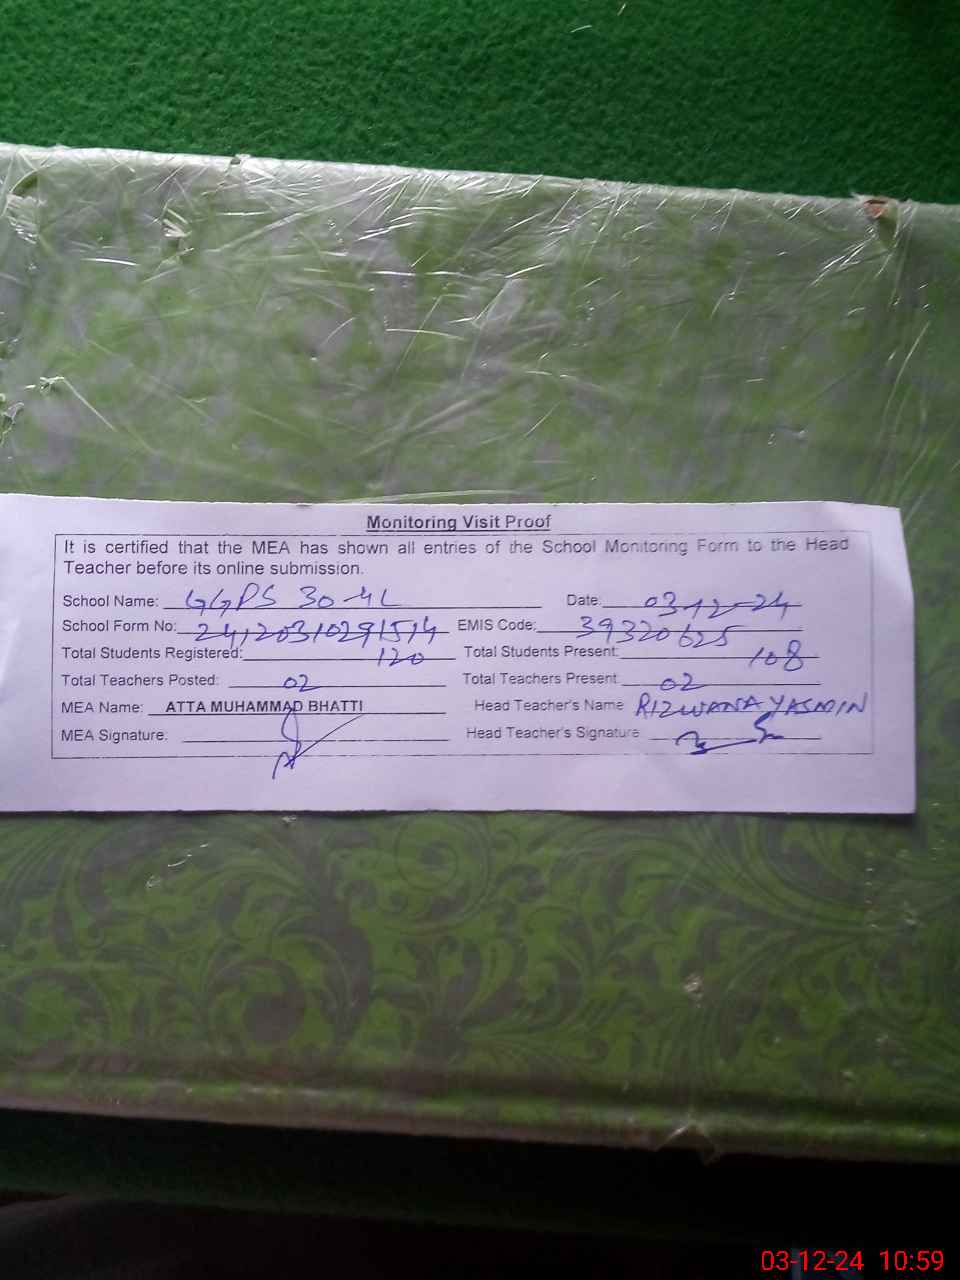 Monitoring Visit Proof
It is certified that the MEA has shown all entries of the School Monitoring Form to the Head
Teacher before its online submission.
School Name: GGPS 30-4L Date: 03-12-24
School Form No: 24120310291514 EMIS Code: 39320625
Total Students Registered: 120 Total Students Present: 108
Total Teachers Posted: 02 Total Teachers Present: 02
MEA Name: ATTA MUHAMMAD BHATTI Head Teacher's Name RIZWANA YASMIN
MEA Signature: Head Teacher's Signature
03-12-24 10:59